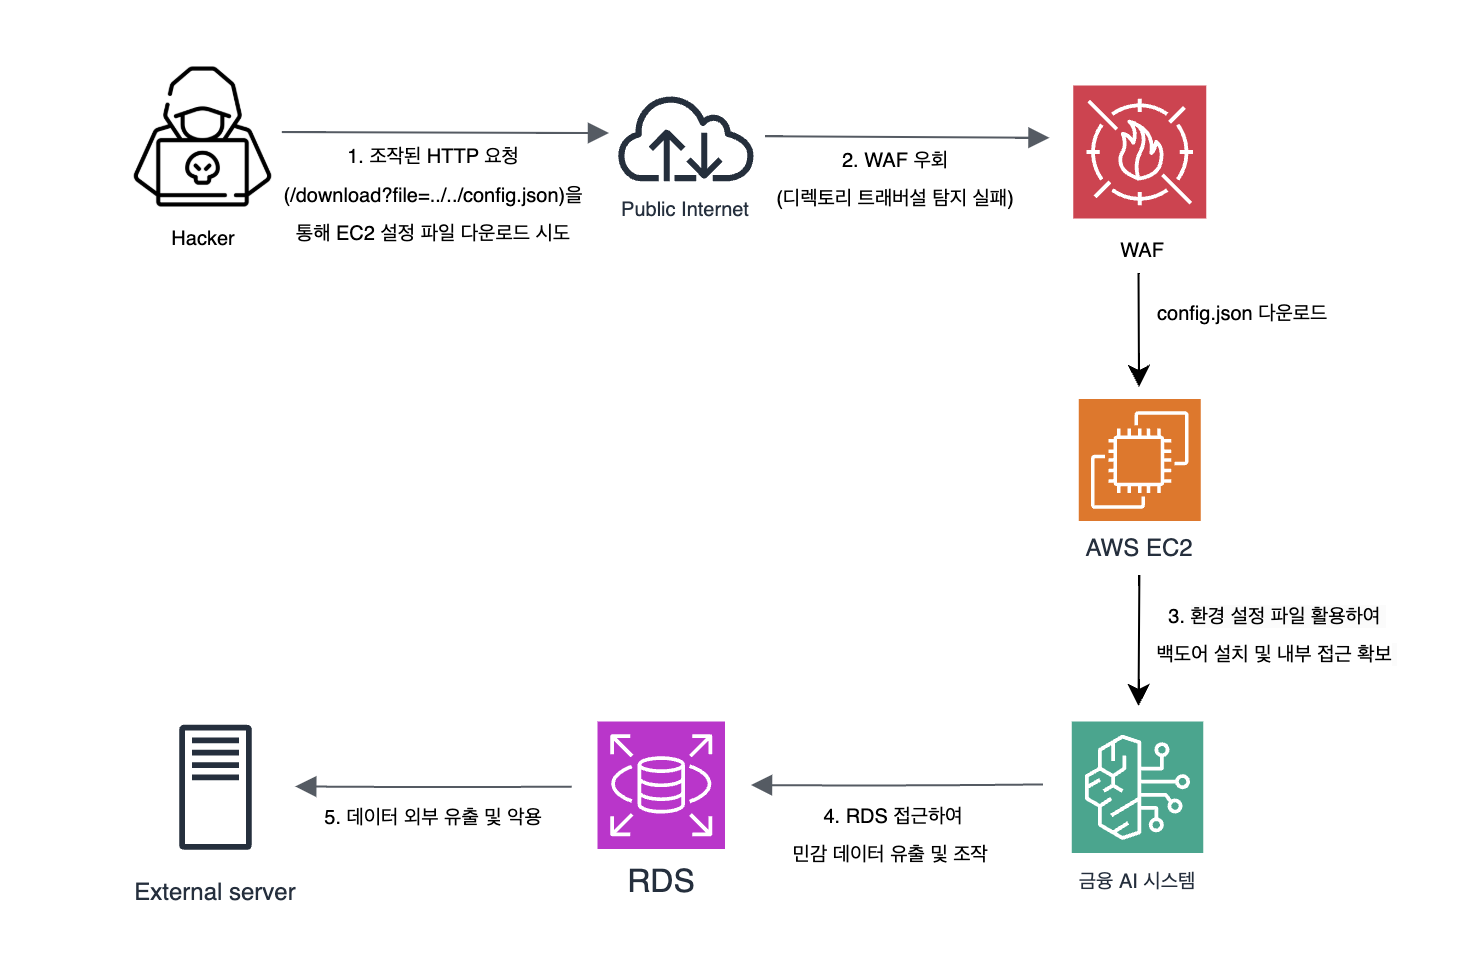 1. 조작된 HTTP 요청
(/download?file=../../config.json)을
통해 EC2 설정 파일 다운로드 시도
Hacker
Public Internet
2. WAF 우회
(디렉토리 트래버설 탐지 실패)
WAF
config.json 다운로드
AWS EC2
3. 환경 설정 파일 활용하여
백도어 설치 및 내부 접근 확보
금융 AI 시스템
4. RDS 접근하여
민감 데이터 유출 및 조작
RDS
5. 데이터 외부 유출 및 악용
External server